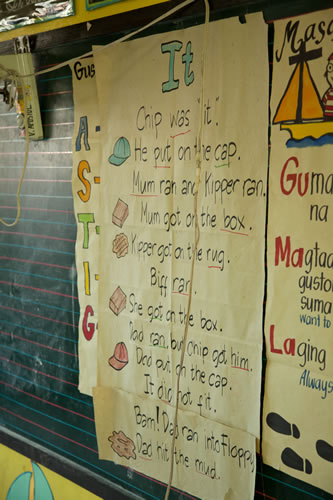 Gus
A-
S-
T-
I-
G-
It
Chip was "it".
He put on the cap.
Mum ran and Kipper ran.
Mum got on the box.
Kipper got on the rug.
Biff ran.
She got on the box.
Dad ran, but Chip got him.
Dad put on the cap.
It did not fit.
Bam! Dad ran into Floppy
Dad hit the mud.
Masa
Guma
na
Magtaa
gusto
suma
want to
Laging
Always